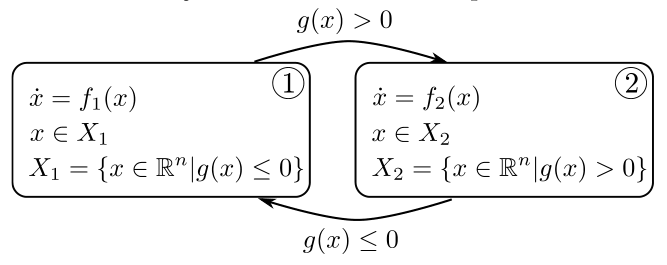 g(x) > 0
①
ẋ = f₁(x)
x ∈ X₁
X₁ = {x ∈ ℝⁿ|g(x) ≤ 0}
②
ẋ = f₂(x)
x ∈ X₂
X₂ = {x ∈ ℝⁿ|g(x) > 0}
g(x) ≤ 0